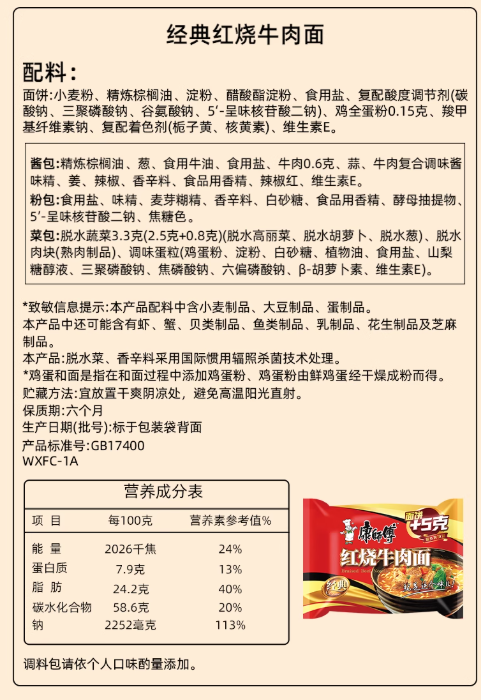 经典红烧牛肉面
配料:
面饼:小麦粉、精炼棕榈油、淀粉、醋酸酯淀粉、食用盐、复配酸度调节剂(碳
酸钠、三聚磷酸钠、谷氨酸钠、5’-呈味核苷酸二钠)、鸡全蛋粉0.15克、羧甲
基纤维素钠、复配着色剂(栀子黄、核黄素)、维生素E。
酱包:精炼棕榈油、葱、食用牛油、食用盐、牛肉0.6克、蒜、牛肉复合调味酱
味精、姜、辣椒、香辛料、食品用香精、辣椒红、维生素E。
粉包:食用盐、味精、麦芽糊精、香辛料、白砂糖、食品用香精、酵母抽提物、
5’-呈味核苷酸二钠、焦糖色。
菜包:脱水蔬菜3.3克(2.5克+0.8克)(脱水高丽菜、脱水胡萝卜、脱水葱)、脱水
肉块(熟肉制品)、调味蛋粒(鸡蛋粉、淀粉、白砂糖、植物油、食用盐、山梨
糖醇液、三聚磷酸钠、焦磷酸钠、六偏磷酸钠、β-胡萝卜素、维生素E)。
*致敏信息提示:本产品配料中含小麦制品、大豆制品、蛋制品。
本产品中还可能含有虾、蟹、贝类制品、鱼类制品、乳制品、花生制品及芝麻
制品。
本产品:脱水菜、香辛料采用国际惯用辐照杀菌技术处理。
*鸡蛋和面是指在和面过程中添加鸡蛋粉、鸡蛋粉由鲜鸡蛋经干燥成粉而得。
贮藏方法:宜放置干爽阴凉处，避免高温阳光直射。
保质期:六个月
生产日期(批号):标于包装袋背面
产品标准号:GB17400
WXFC-1A
营养成分表
项 目 每100克 营养素参考值%
能 量 2026千焦 24%
蛋白质 7.9克 13%
脂 肪 24.2克 40%
碳水化合物 58.6克 20%
钠 2252毫克 113%
面饼
+5克
康师傅
红烧牛肉面
经典
调料包请依个人口味酌量添加。